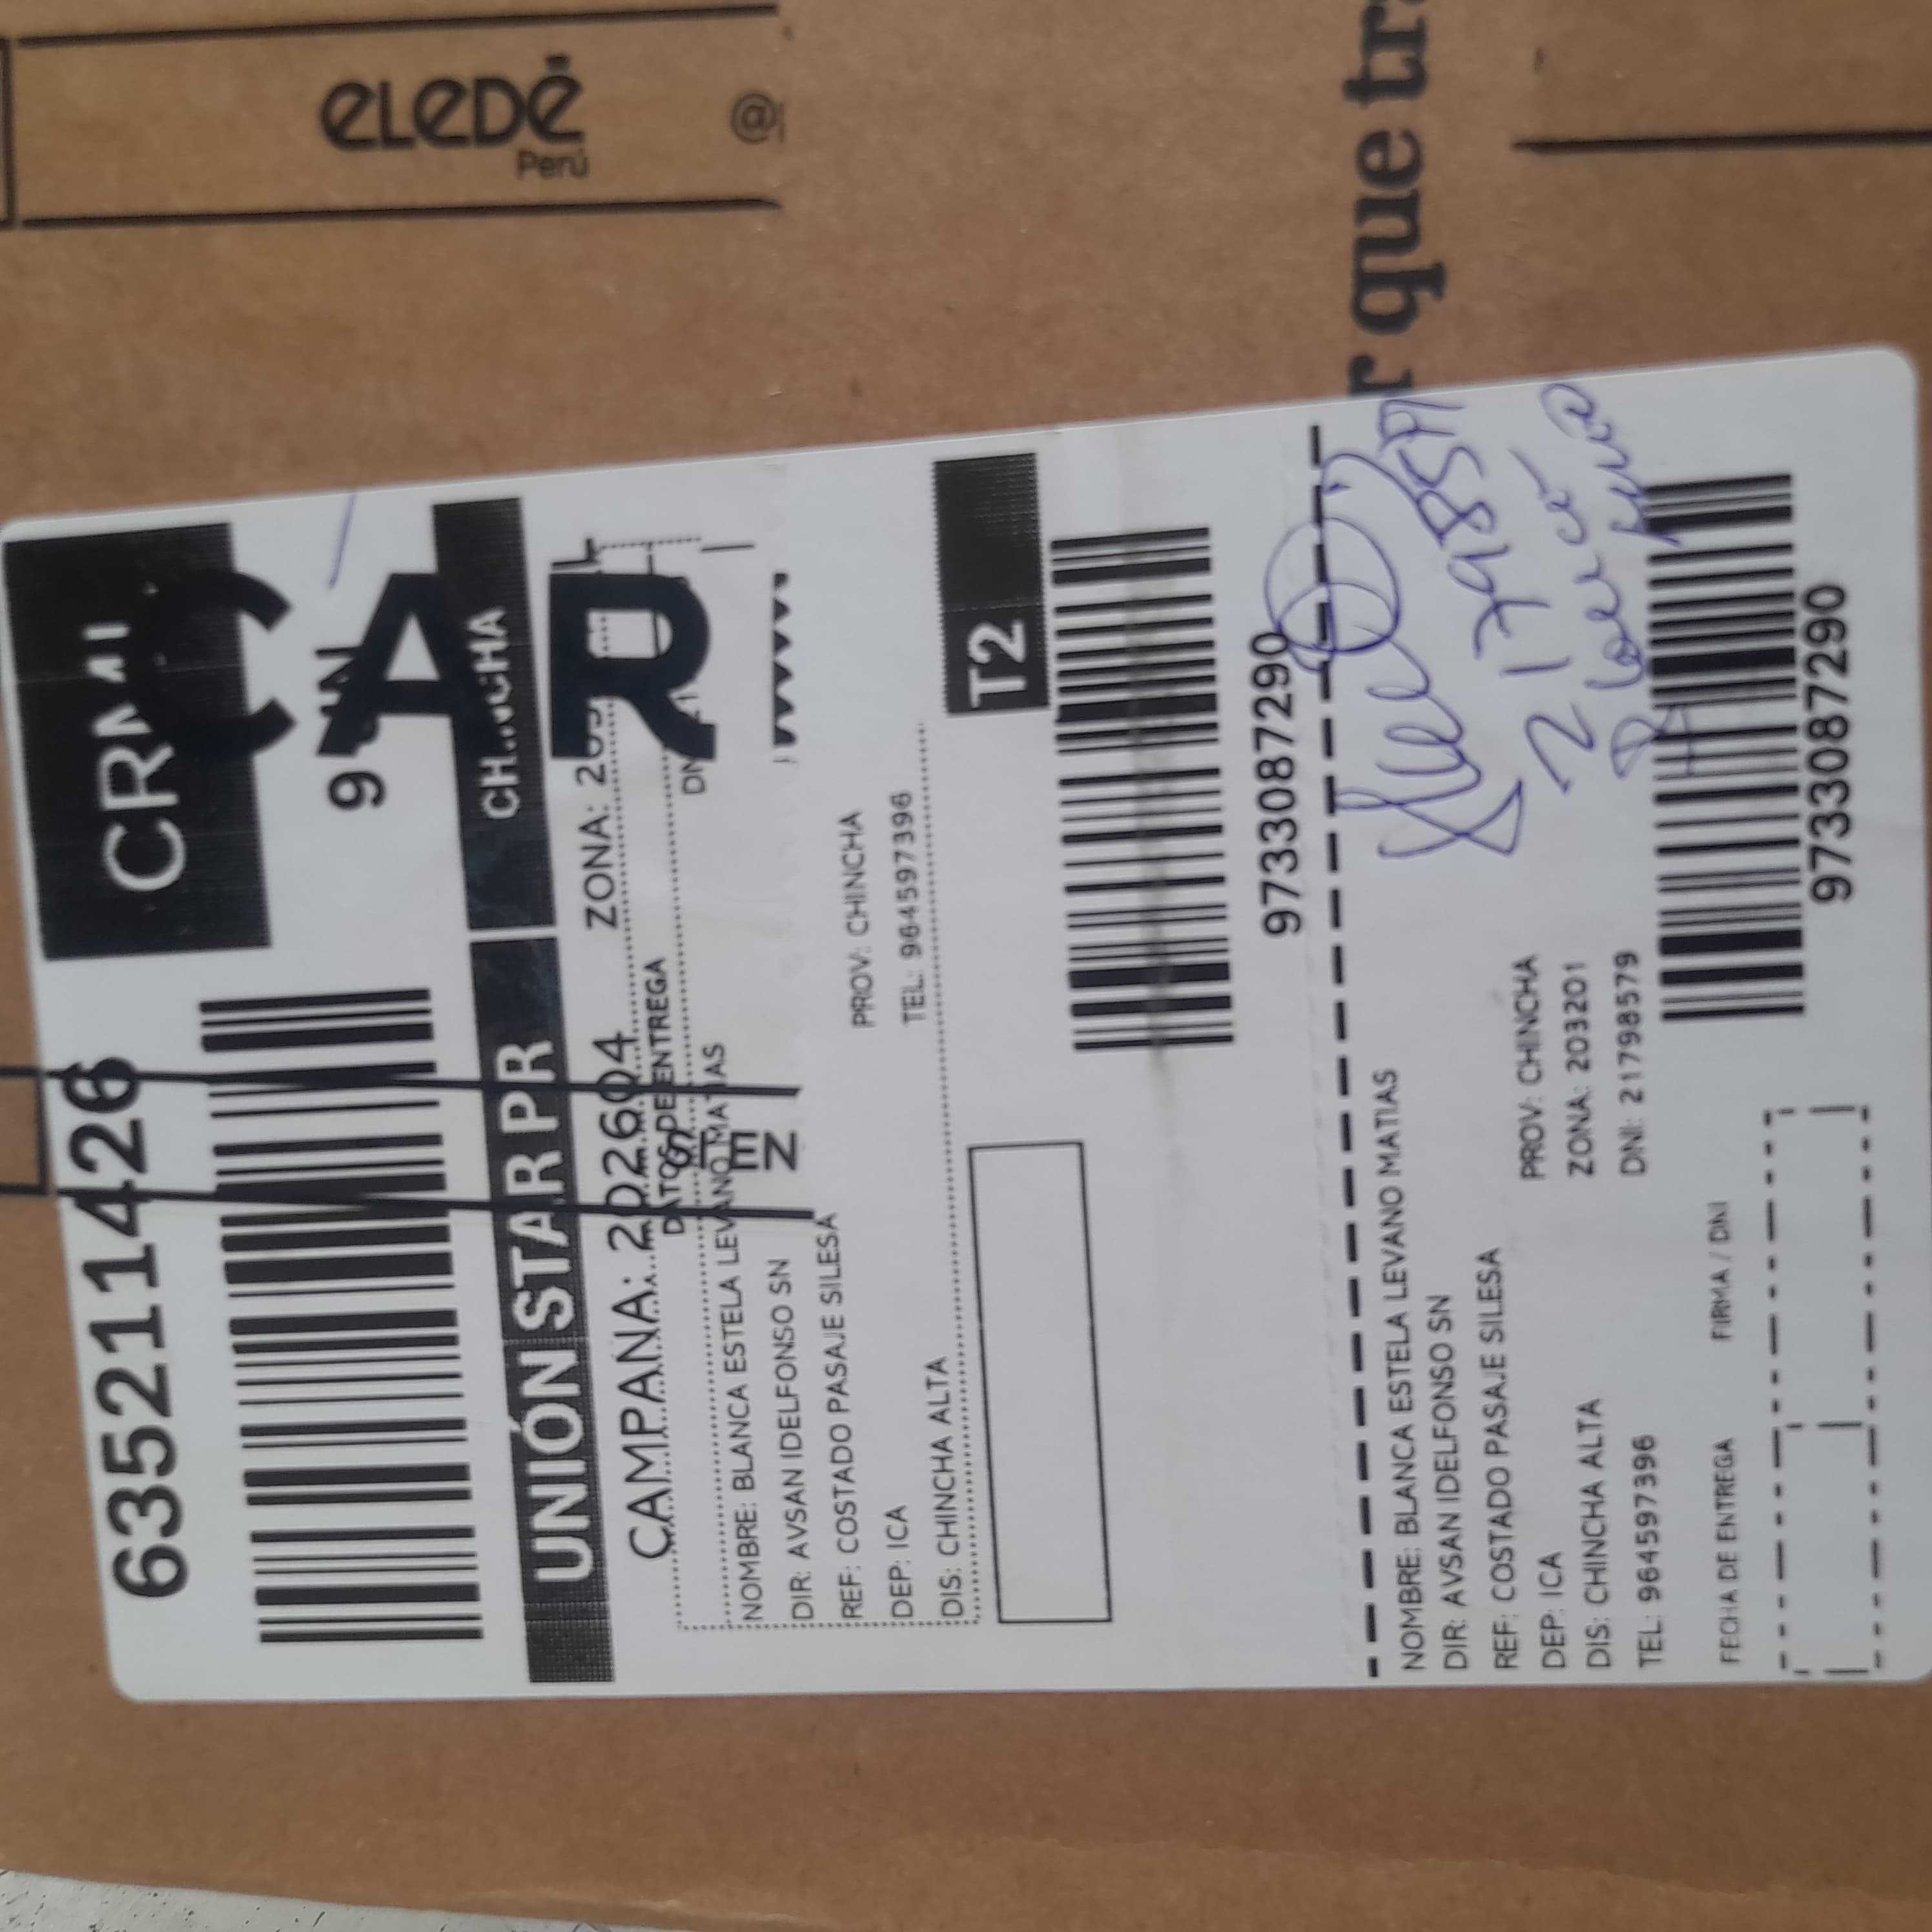 eLeDé
Perú
@
6352111426
CAR
9
UNIÓN STAR PR
CAMPAÑA: 202604 ZONA:
DATOS DE ENTREGA
NOMBRE: BLANCA ESTELA LEVANO MATIAS
DIR: AVSAN IDELFONSO SN
REF: COSTADO PASAJE SILESA
DEP: ICA PROV: CHINCHA
DIS: CHINCHA ALTA TEL: 964597396
T2
9733087290
que
NOMBRE: BLANCA ESTELA LEVANO MATIAS
DIR: AVSAN IDELFONSO SN
REF: COSTADO PASAJE SILESA
DEP: ICA PROV: CHINCHA
DIS: CHINCHA ALTA ZONA: 203201
TEL: 964597396 DNI: 21798579
FECHA DE ENTREGA FIRMA / DNI
9733087290